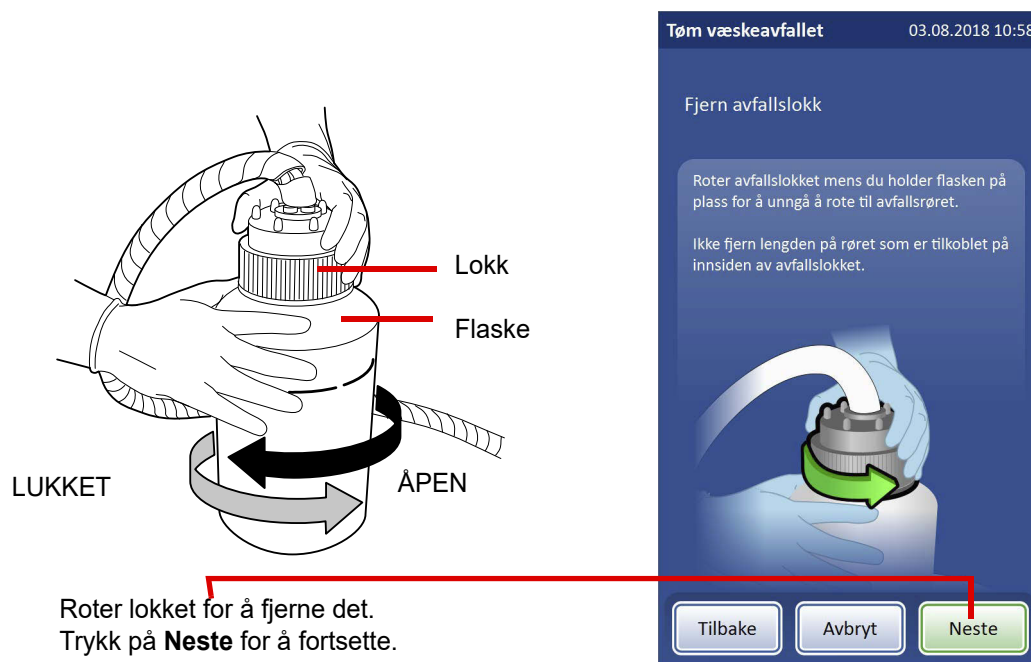 Tøm væskeavfallet 03.08.2018 10:58
Fjern avfallslokk
Roter avfallslokket mens du holder flasken på
plass for å unngå å rote til avfallsrøret.
Ikke fjern lengden på røret som er tilkoblet på
innsiden av avfallslokket.
Lokk
Flaske
LUKKET
ÅPEN
Roter lokket for å fjerne det.
Trykk på Neste for å fortsette.
Tilbake
Avbryt
Neste